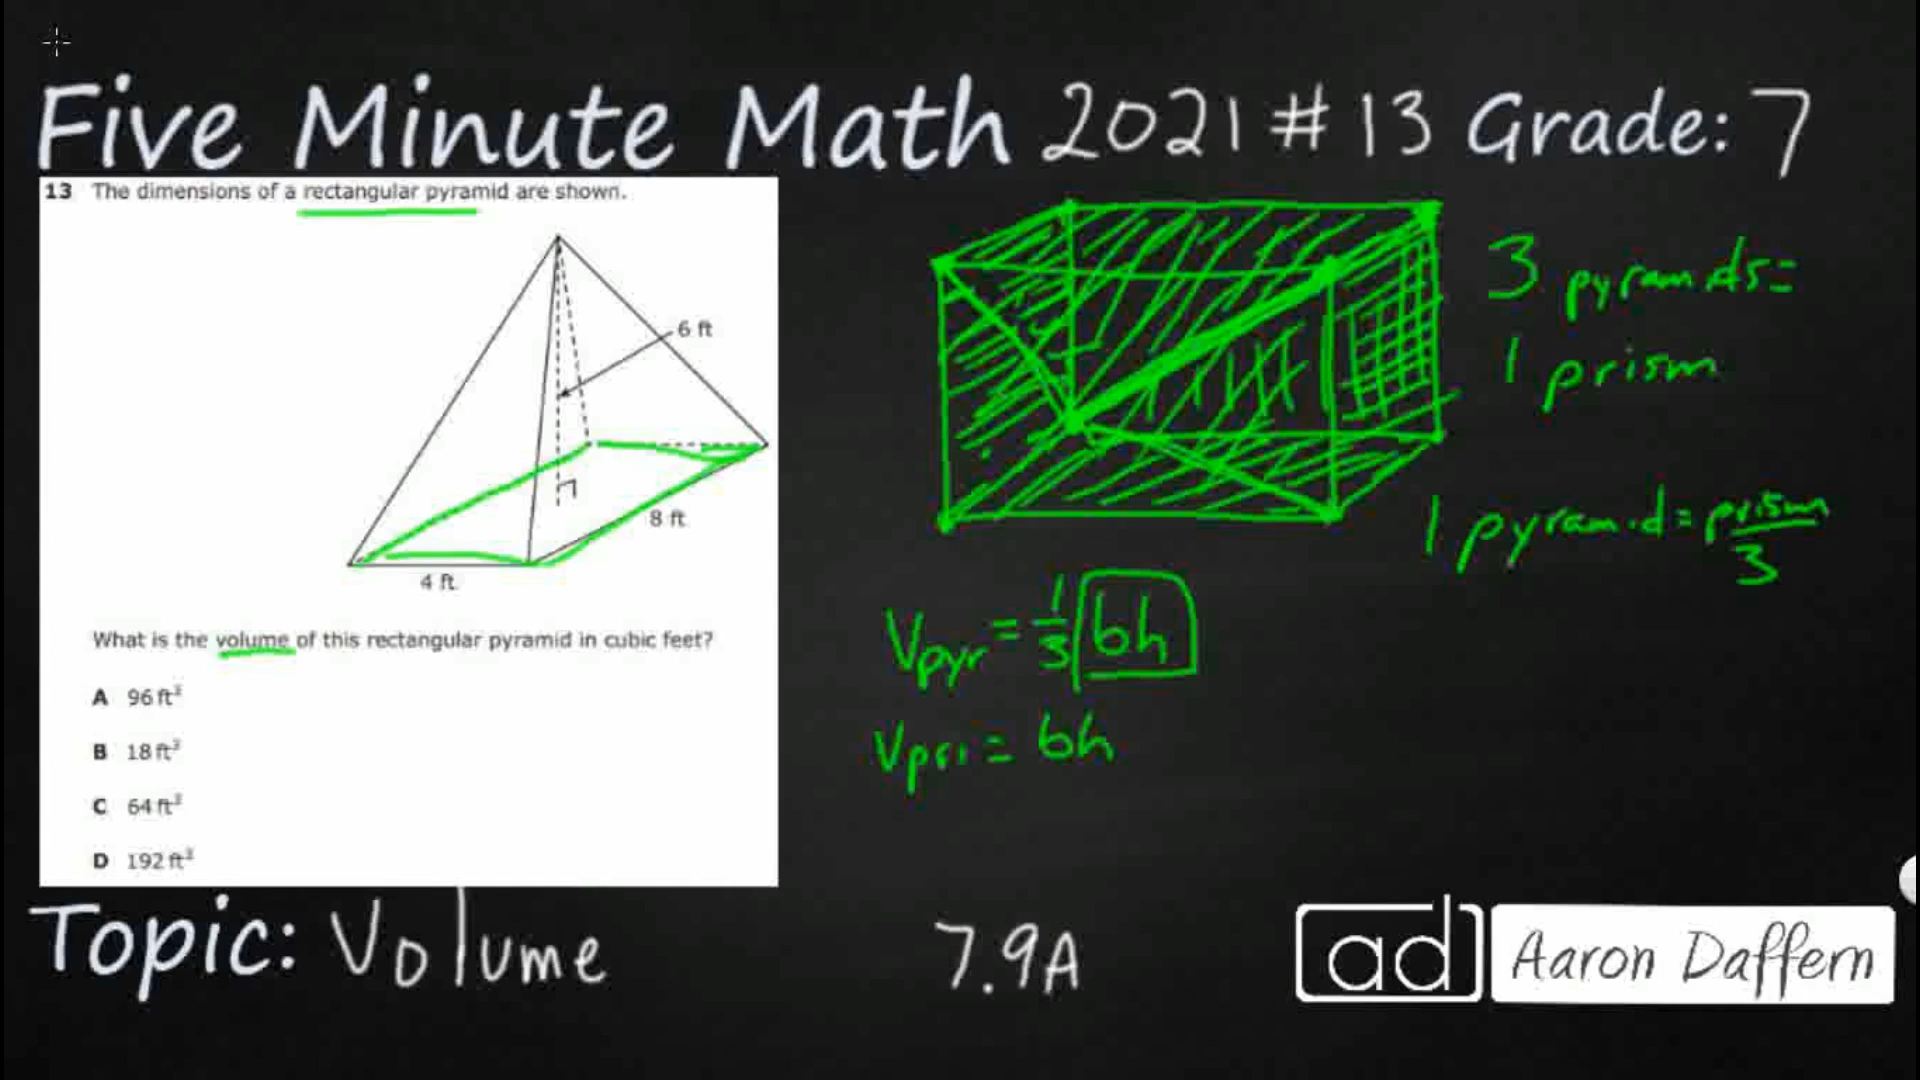 Five Minute Math 2021 #13 Grade: 7
13 The dimensions of a rectangular pyramid are shown.
6 ft
8 ft
4 ft
What is the volume of this rectangular pyramid in cubic feet?
A 96 ft³
B 18 ft³
C 64 ft³
D 192 ft³
3 pyramids =
1 prism
1 pyramid = prism/3
Vpyr = 1/3 bh
Vpri = bh
Topic: Volume
7.9A
ad Aaron Daffern